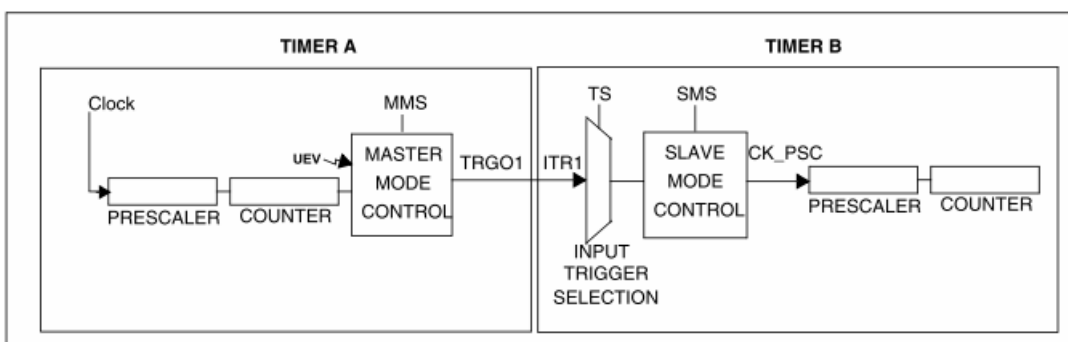 TIMER A
Clock
MMS
UEV
MASTER
MODE
CONTROL
TRGO1
PRESCALER
COUNTER
TIMER B
ITR1
TS
SMS
SLAVE
MODE
CONTROL
CK_PSC
PRESCALER
COUNTER
INPUT
TRIGGER
SELECTION